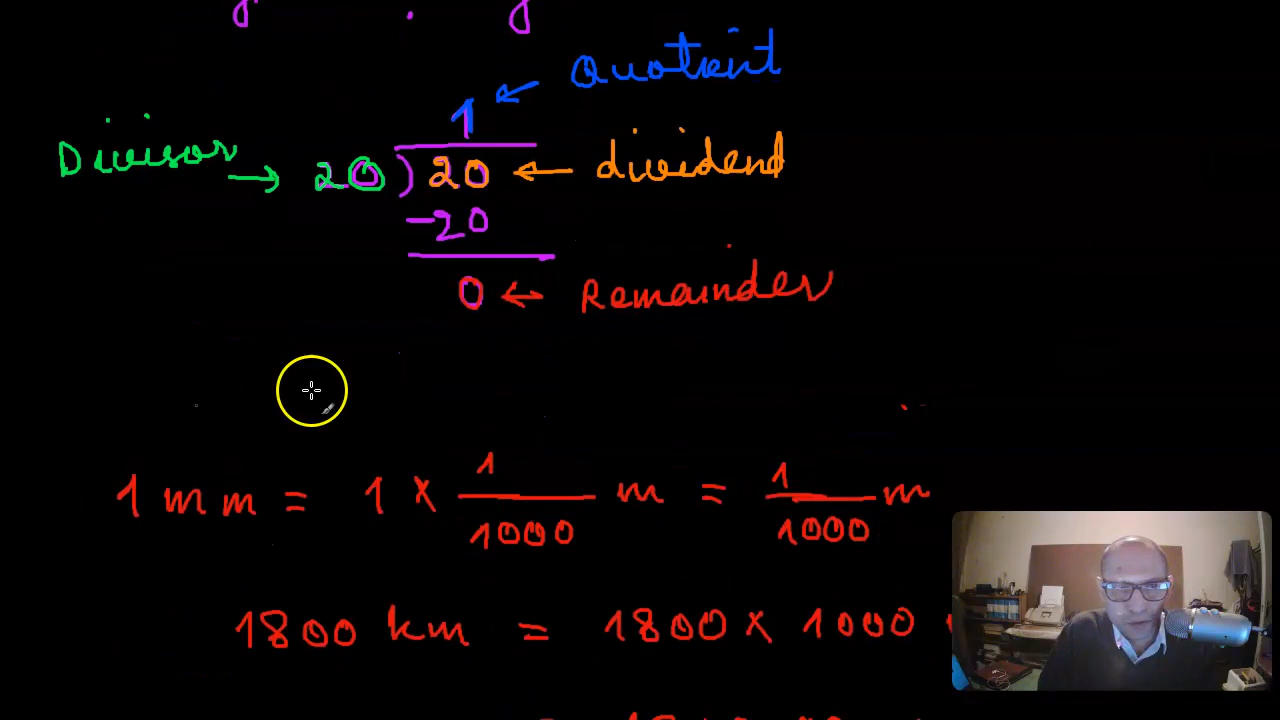 Quotient
1 ←
Divisor → 20 ) 20 ← dividend
-20
0 ← Remainder
1 mm = 1 × 1/1000 m = 1/1000 m
1800 km = 1800 × 1000